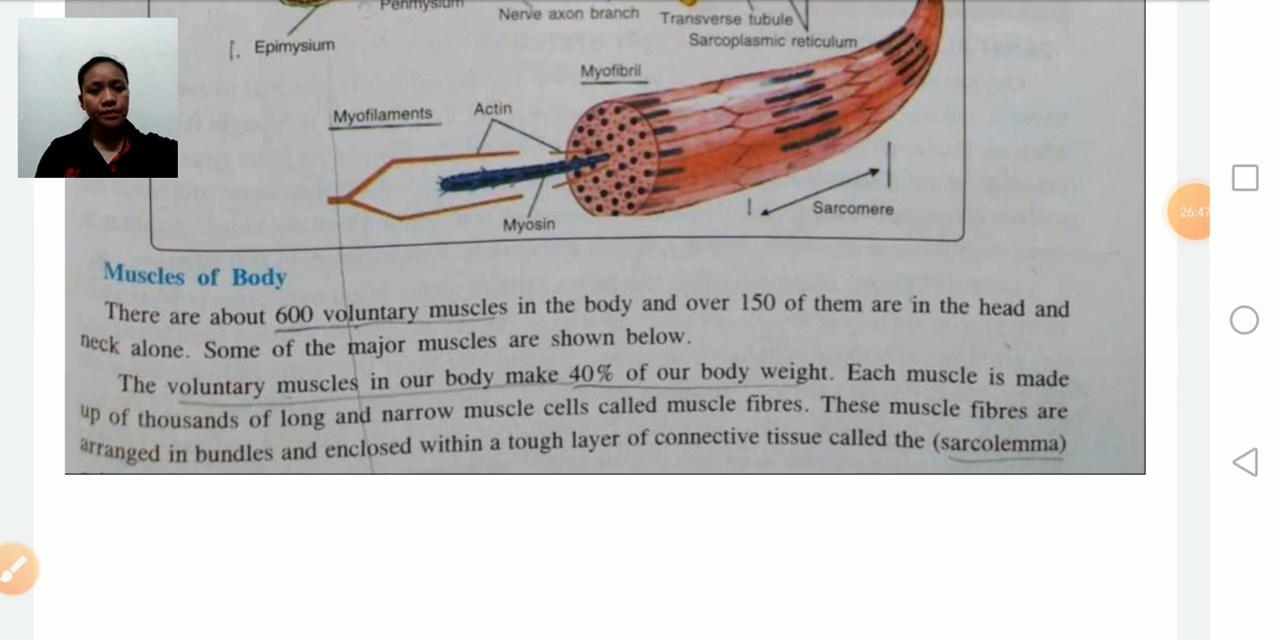 Perimysium
Nerve axon branch
Transverse tubule
Epimysium
Sarcoplasmic reticulum
Myofibril
Myofilaments
Actin
Sarcomere
Myosin
Muscles of Body
There are about 600 voluntary muscles in the body and over 150 of them are in the head and
neck alone. Some of the major muscles are shown below.
The voluntary muscles in our body make 40% of our body weight. Each muscle is made
up of thousands of long and narrow muscle cells called muscle fibres. These muscle fibres are
arranged in bundles and enclosed within a tough layer of connective tissue called the (sarcolemma)
26:47